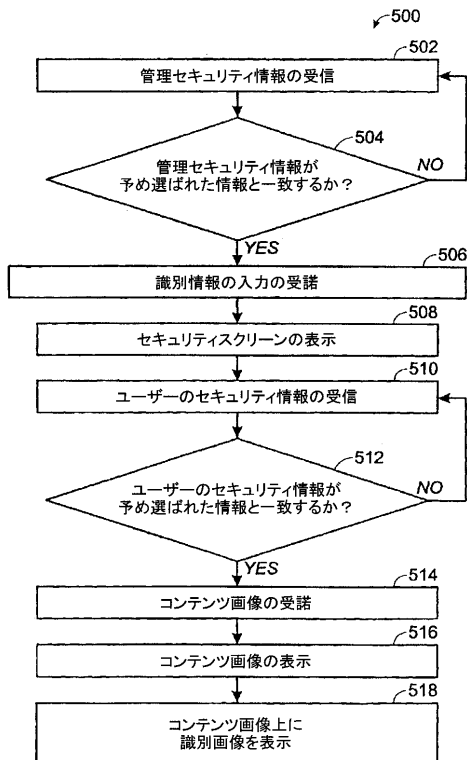 500
502
管理セキュリティ情報の受信
504
管理セキュリティ情報が
予め選ばれた情報と一致するか？
NO
YES
506
識別情報の入力の受諾
508
セキュリティスクリーンの表示
510
ユーザーのセキュリティ情報の受信
512
ユーザーのセキュリティ情報が
予め選ばれた情報と一致するか？
NO
YES
514
コンテンツ画像の受諾
516
コンテンツ画像の表示
518
コンテンツ画像上に
識別画像を表示